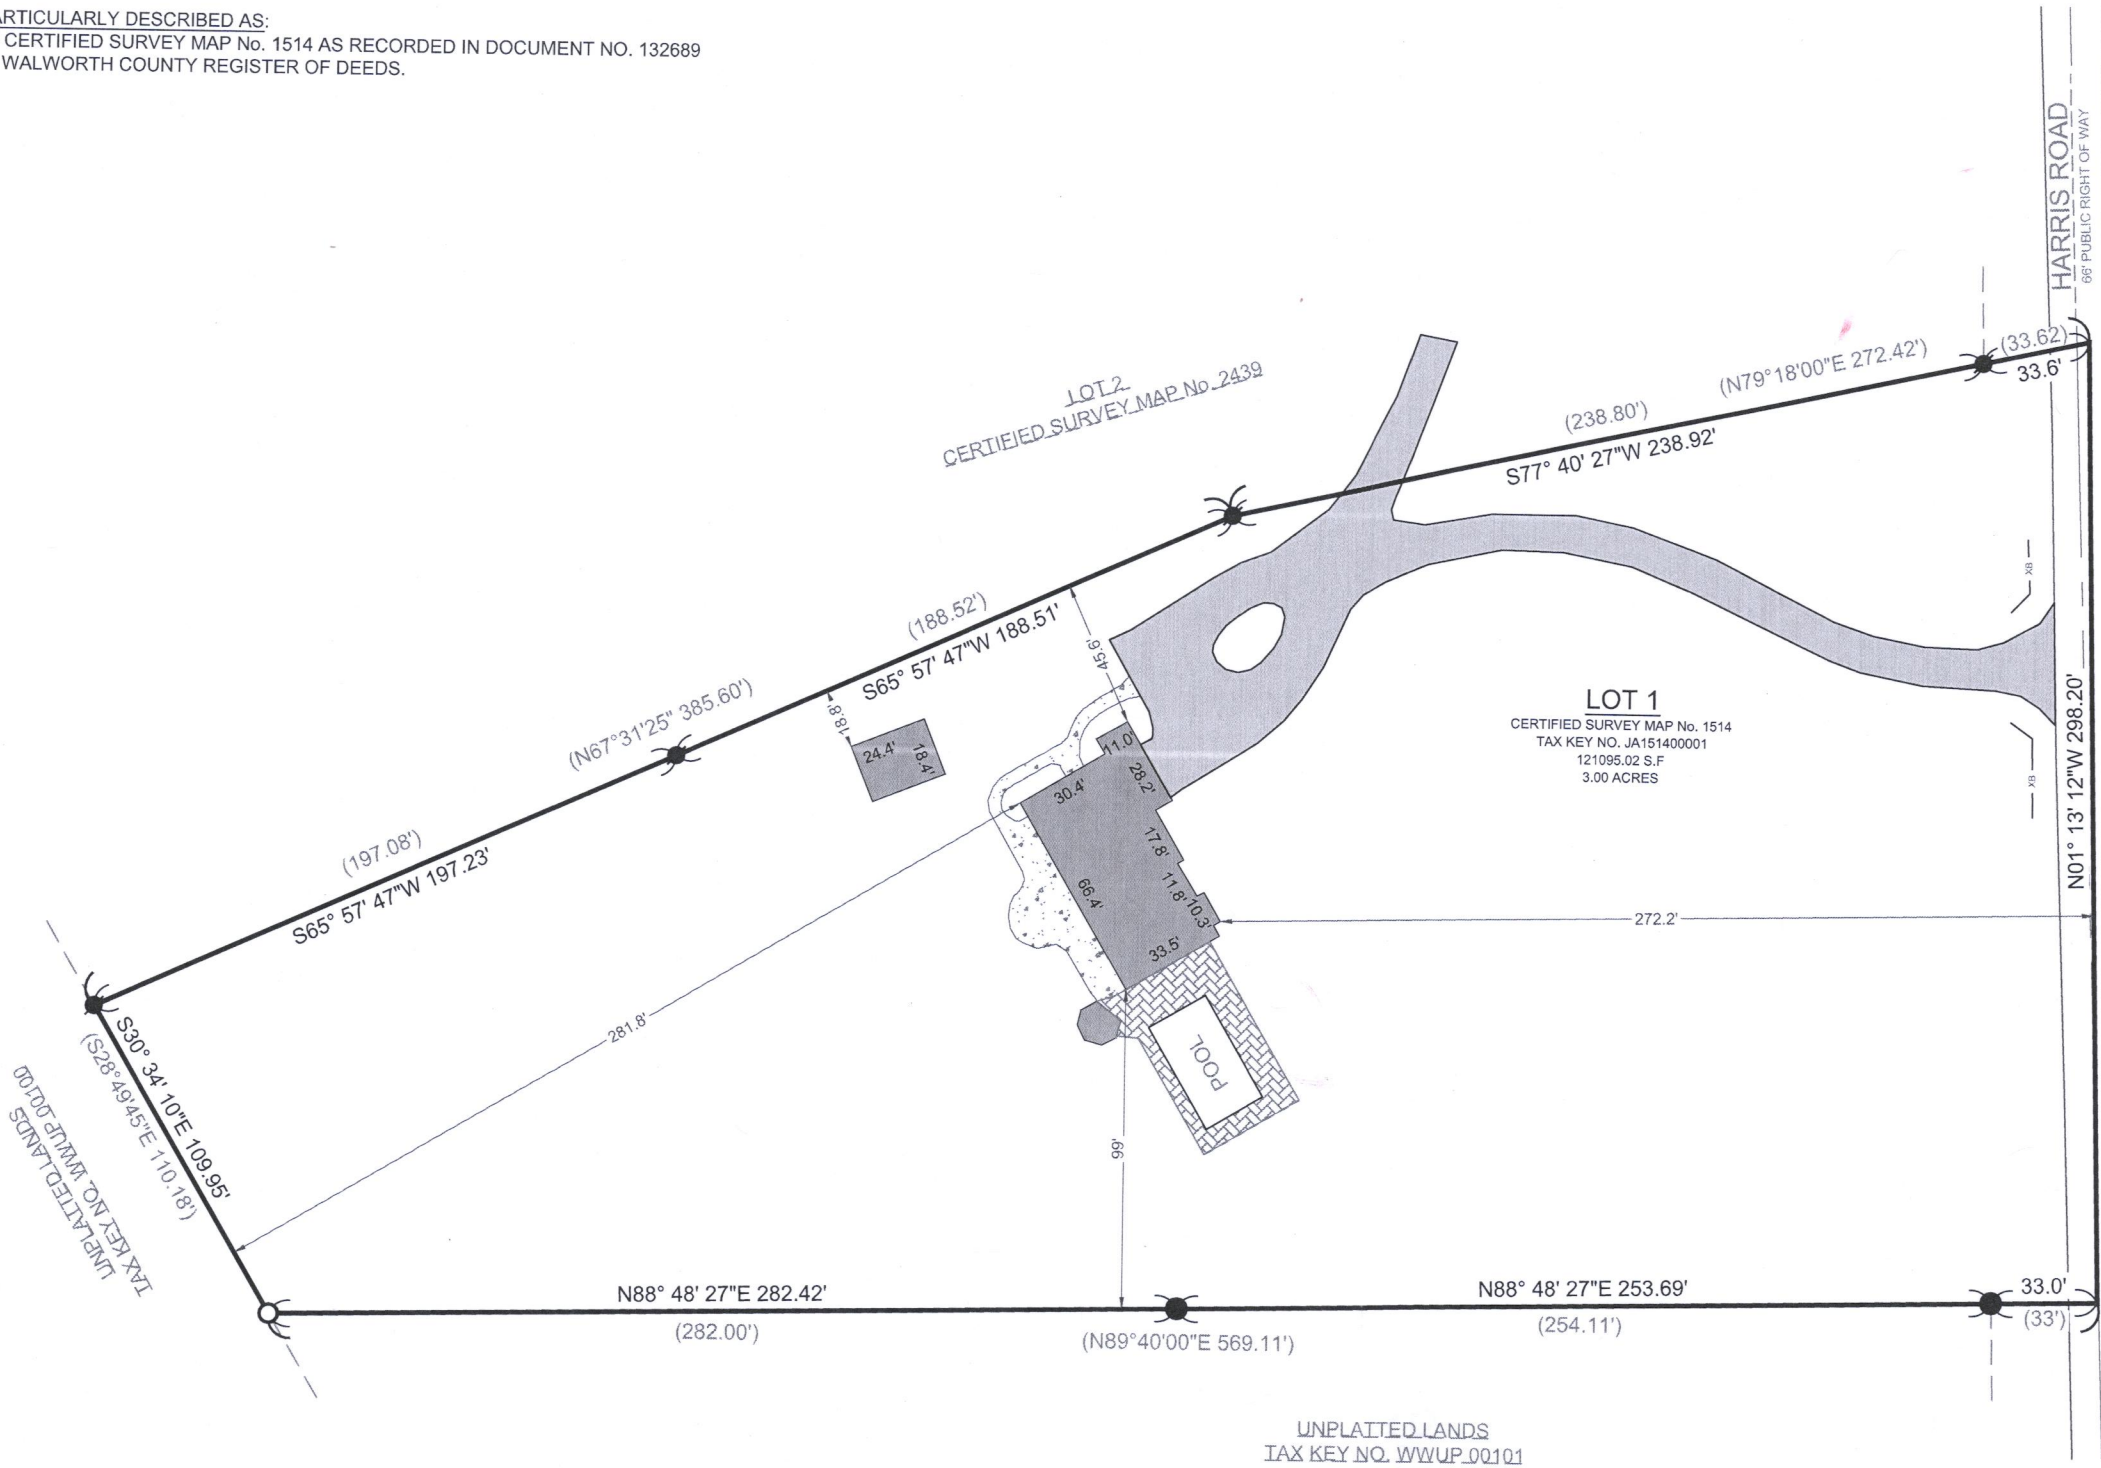 ARTICULARLY DESCRIBED AS:
CERTIFIED SURVEY MAP No. 1514 AS RECORDED IN DOCUMENT NO. 132689
WALWORTH COUNTY REGISTER OF DEEDS.
HARRIS ROAD
66' PUBLIC RIGHT OF WAY
(33.62)
33.6'
(N79°18'00"E 272.42')
(238.80')
S77° 40' 27"W 238.92'
LOT 2
CERTIFIED SURVEY MAP No. 2439
(188.52')
S65° 57' 47"W 188.51'
45.6'
(N67°31'25" 385.60')
18.8'
24.4'
18.4'
XB
LOT 1
CERTIFIED SURVEY MAP No. 1514
TAX KEY NO. JA151400001
121095.02 S.F
3.00 ACRES
XB
N01° 13' 12"W 298.20'
11.0'
28.2'
30.4'
17.8'
11.8'
10.3'
66.4'
33.5'
272.2'
(197.08')
S65° 57' 47"W 197.23'
281.8'
POOL
99'
S30° 34' 10"E 109.95'
(S28°49'45"E 110.18')
UNPLATTED LANDS
TAX KEY NO. WWUP 00100
N88° 48' 27"E 282.42'
(282.00')
(N89°40'00"E 569.11')
N88° 48' 27"E 253.69'
(254.11')
33.0'
(33')
UNPLATTED LANDS
TAX KEY NO. WWUP 00101